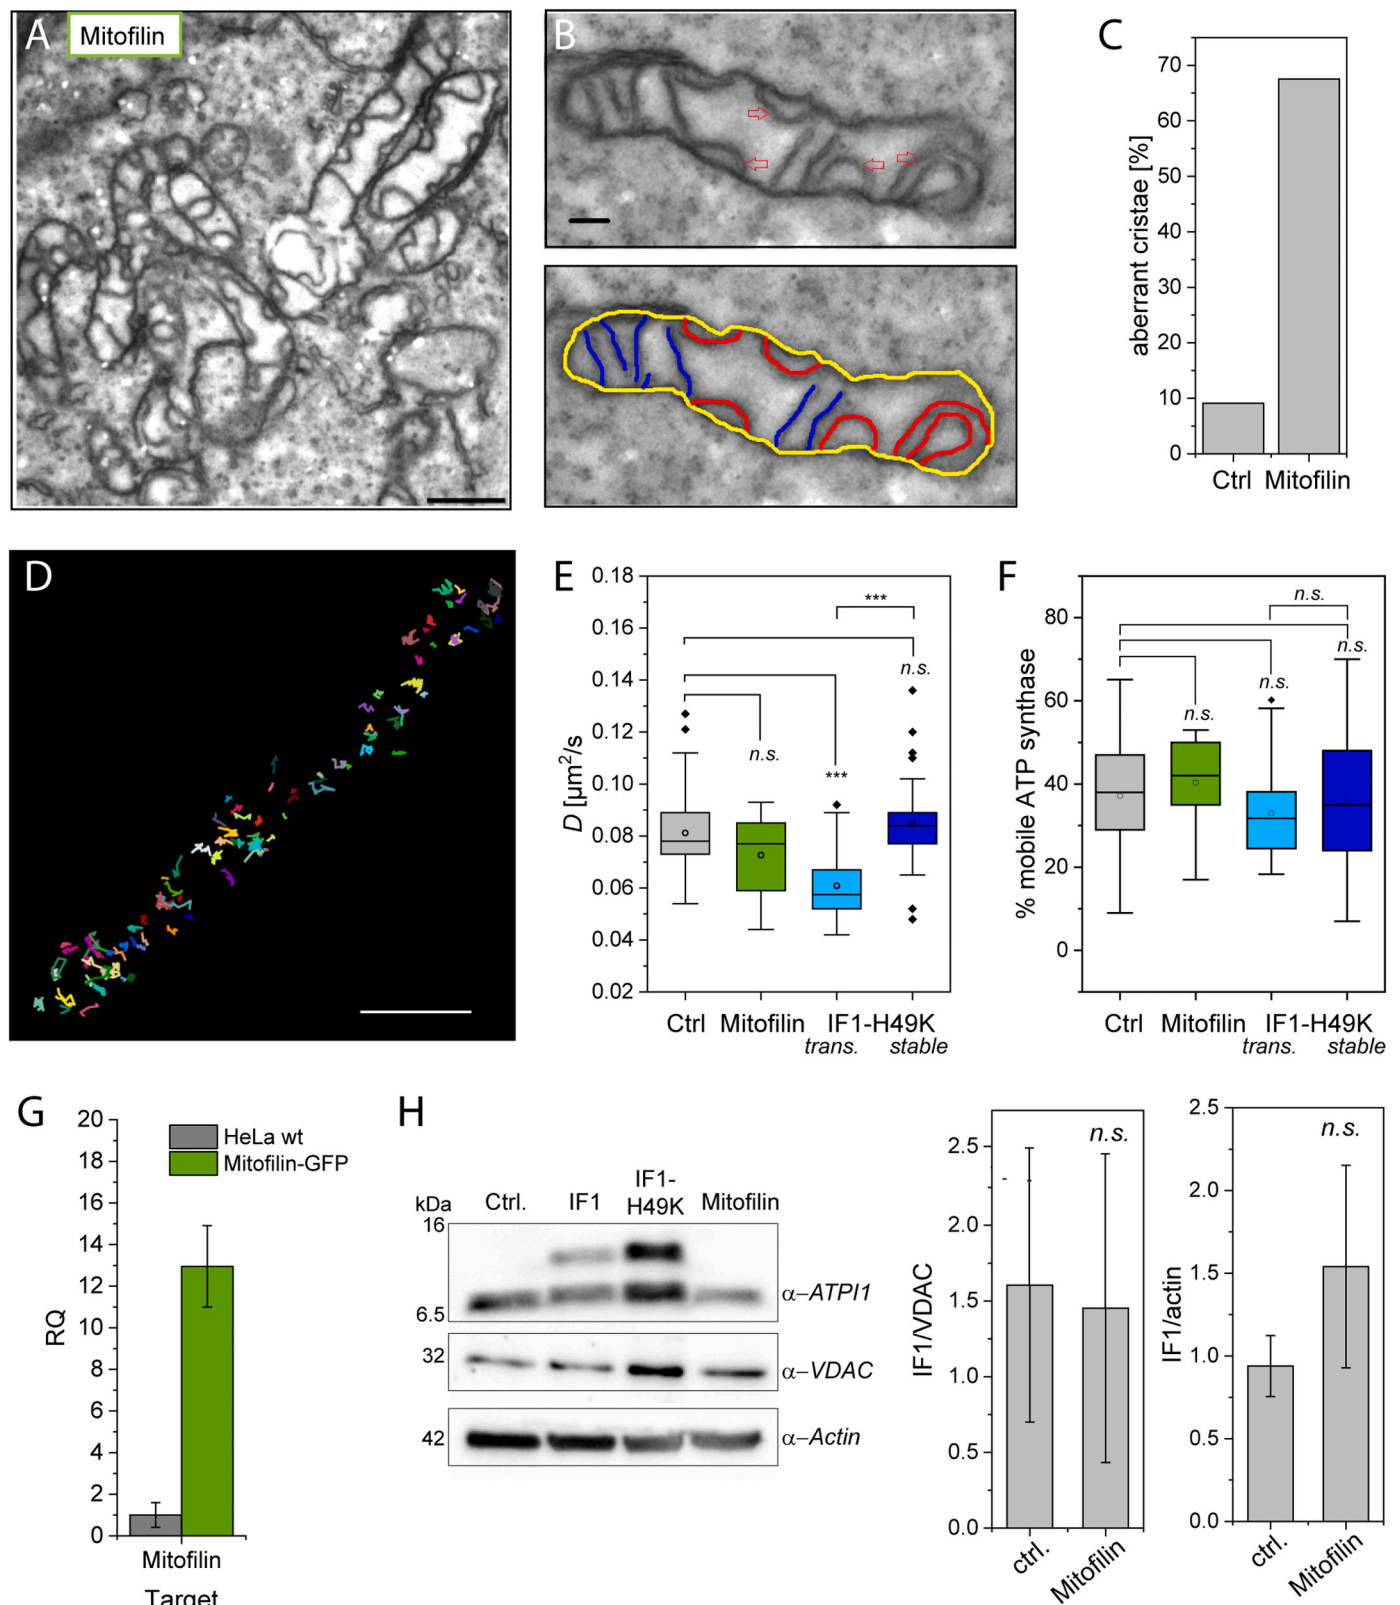 A
Mitofilin
B
C
aberrant cristae [%]
70
60
50
40
30
20
10
0
Ctrl Mitofilin
D
E
D [µm²/s]
0.18
0.16
0.14
0.12
0.10
0.08
0.06
0.04
0.02
***
n.s.
n.s.
***
Ctrl Mitofilin IF1-H49K
trans. stable
F
% mobile ATP synthase
80
60
40
20
0
n.s.
n.s.
n.s.
n.s.
Ctrl Mitofilin IF1-H49K
trans. stable
G
RQ
20
18
16
14
12
10
8
6
4
2
0
HeLa wt
Mitofilin-GFP
Mitofilin
Target
H
kDa Ctrl. IF1 IF1-H49K Mitofilin
16
6.5
α–ATPI1
32
α–VDAC
42
α–Actin
IF1/VDAC
2.5
2.0
1.5
1.0
0.5
0.0
n.s.
ctrl. Mitofilin
IF1/actin
2.5
2.0
1.5
1.0
0.5
0.0
n.s.
ctrl. Mitofilin